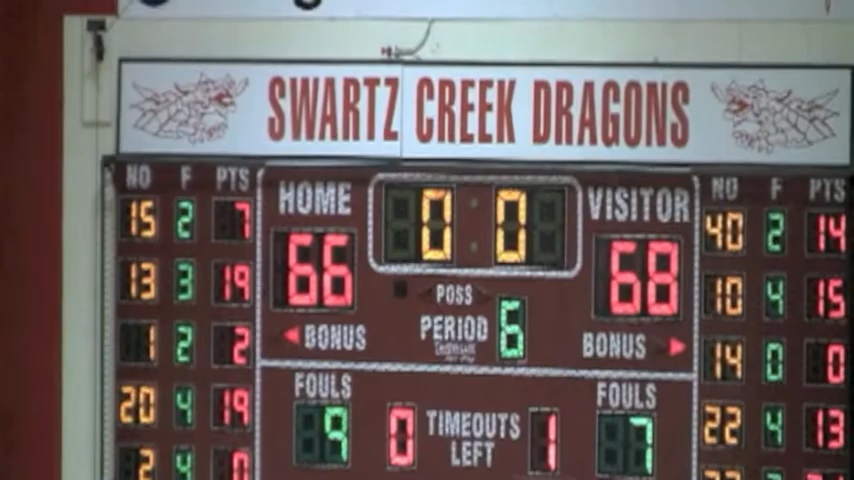 SWARTZ CREEK DRAGONS
NO F PTS HOME 0 0 VISITOR NO F PTS
15 2 7 66 68 40 2 14
13 3 19 POSS 10 4 15
BONUS PERIOD 6 BONUS
1 2 2 14 0 0
FOULS FOULS
20 4 19 9 0 TIMEOUTS LEFT 1 7 22 4 13
2 4 0